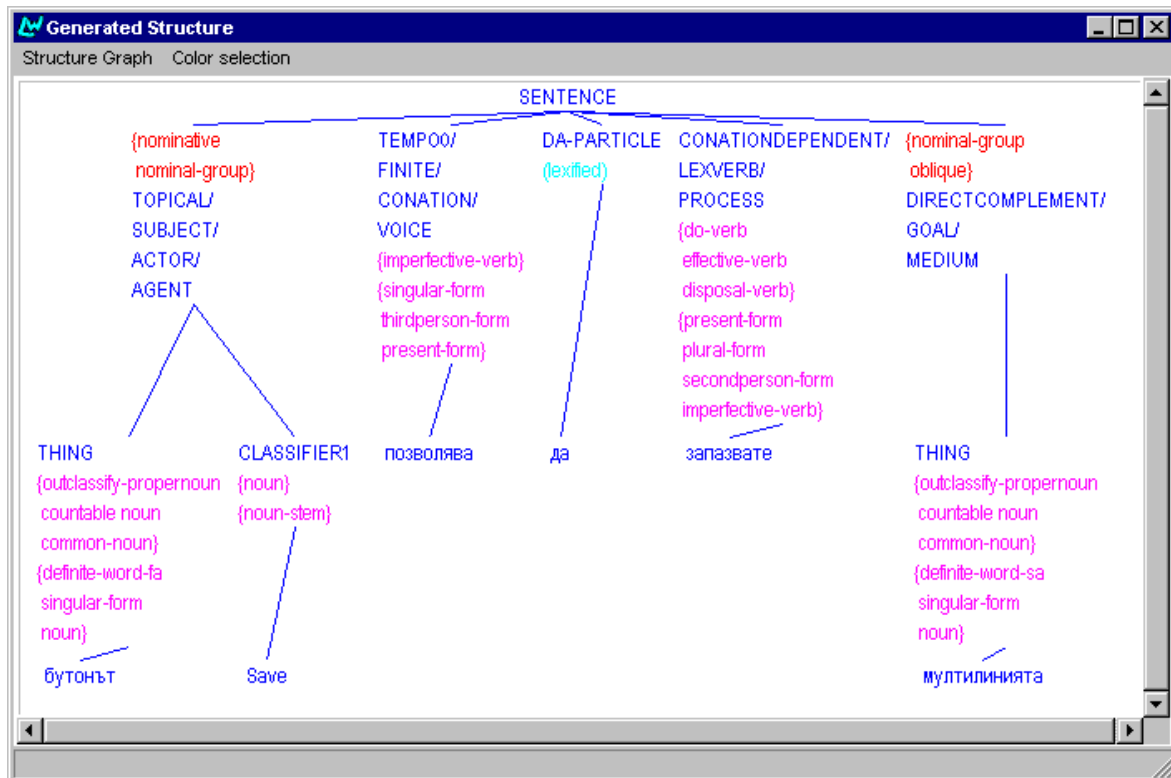 Generated Structure
Structure Graph Color selection
SENTENCE
{nominative
nominal-group}
TOPICAL/
SUBJECT/
ACTOR/
AGENT
TEMPO0/
FINITE/
CONATION/
VOICE
{imperfective-verb}
{singular-form
thirdperson-form
present-form}
DA-PARTICLE
(lexified)
CONATIONDEPENDENT/
LEXVERB/
PROCESS
{do-verb
effective-verb
disposal-verb}
{present-form
plural-form
secondperson-form
imperfective-verb}
{nominal-group
oblique}
DIRECTCOMPLEMENT/
GOAL/
MEDIUM
THING
{outclassify-propernoun
countable noun
common-noun}
{definite-word-fa
singular-form
noun}
бутонът
CLASSIFIER1
{noun}
{noun-stem}
Save
позволява
да
запазвате
THING
{outclassify-propernoun
countable noun
common-noun}
{definite-word-sa
singular-form
noun}
мултилинията